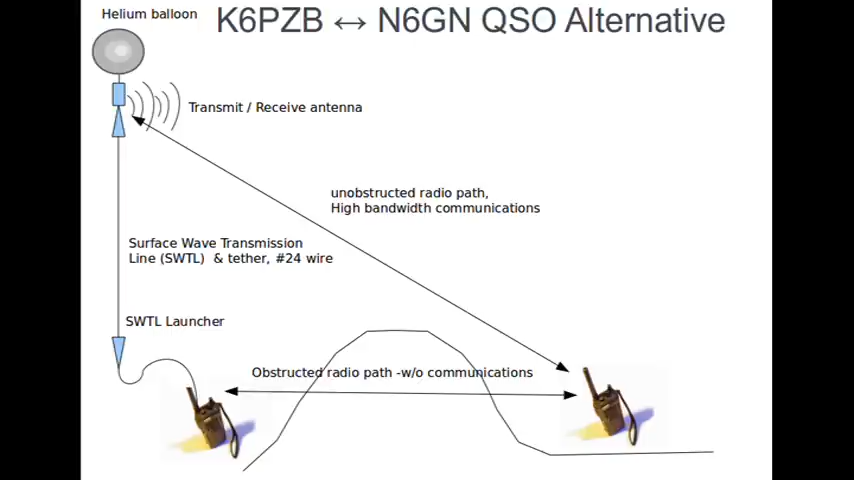 Helium balloon
K6PZB ↔ N6GN QSO Alternative
Transmit / Receive antenna
unobstructed radio path,
High bandwidth communications
Surface Wave Transmission
Line (SWTL)  & tether, #24 wire
SWTL Launcher
Obstructed radio path -w/o communications